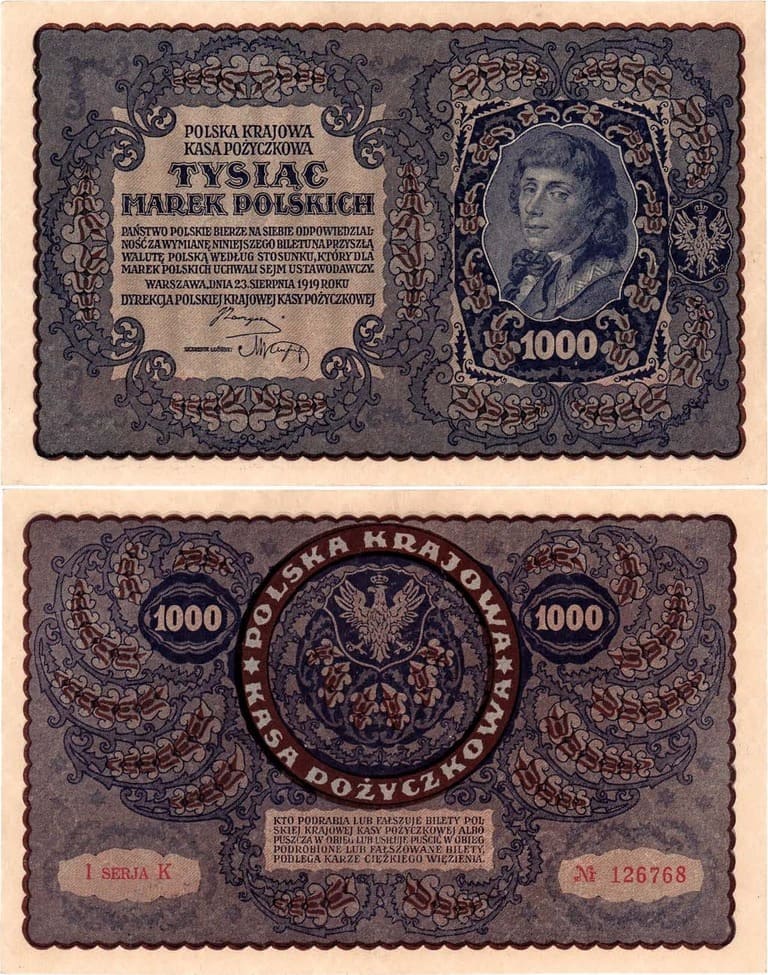 POLSKA KRAJOWA
KASA POŻYCZKOWA
TYSIĄC
MAREK POLSKICH
PAŃSTWO POLSKIE BIERZE NA SIEBIE ODPOWIEDZIAL
NOŚĆ ZA WYMIANĘ NINIEJSZEGO BILETU NA PRZYSZŁĄ
WALUTĘ POLSKĄ WEDŁUG STOSUNKU, KTÓRY DLA
MAREK POLSKICH UCHWALI SEJM USTAWODAWCZY.
WARSZAWA, DNIA 23. SIERPNIA 1919 ROKU
DYREKCJA POLSKIEJ KRAJOWEJ KASY POŻYCZKOWEJ
SKARBNIK GŁÓWNY:
1000
POLSKA KRAJOWA
1000
1000
★ KASA POŻYCZKOWA ★
KTO PODRABIA LUB FAŁSZUJE BILETY POL
SKIEJ KRAJOWEJ KASY POŻYCZKOWEJ ALBO
PUSZCZA W OBIEG LUB USIŁUJE PUŚCIĆ W OBIEG
PODROBIONE LUB FAŁSZOWANE BILETY,
PODLEGA KARZE CIĘŻKIEGO WIĘZIENIA.
I SERJA K
№ 126768